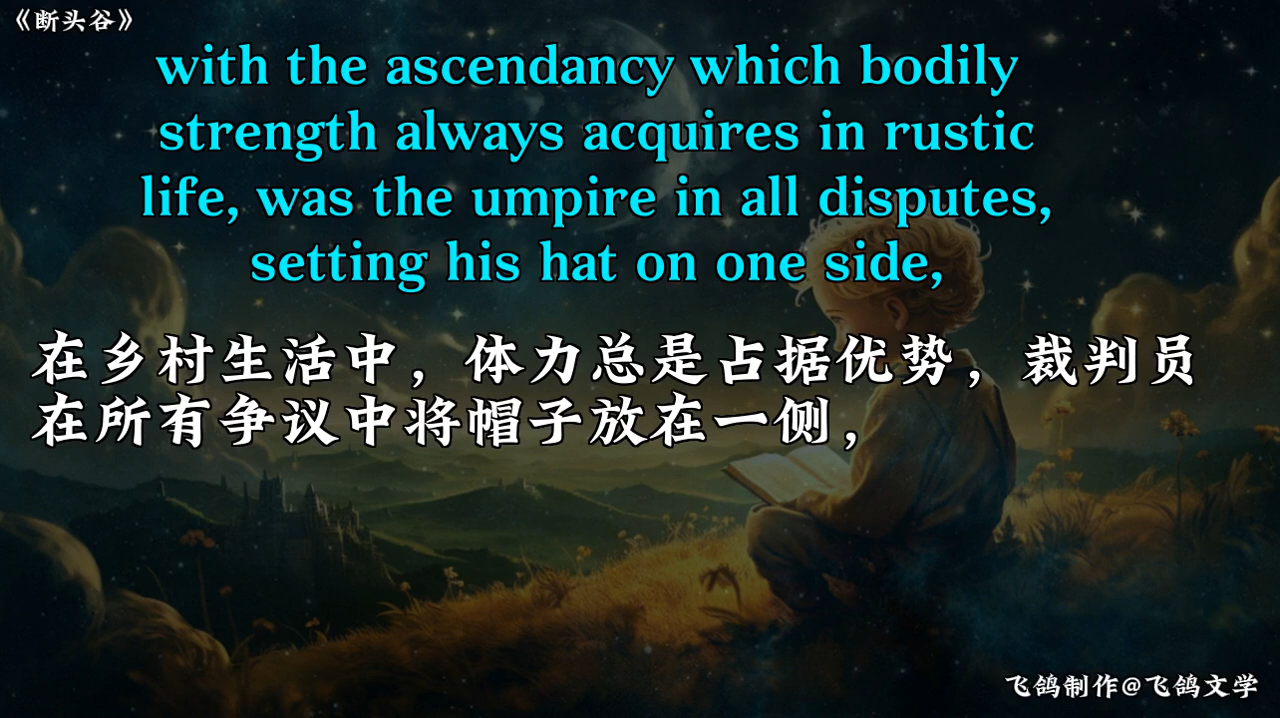 《断头谷》
with the ascendancy which bodily
strength always acquires in rustic
life, was the umpire in all disputes,
setting his hat on one side,
在乡村生活中，体力总是占据优势，裁判员
在所有争议中将帽子放在一侧，
飞鸽制作@飞鸽文学